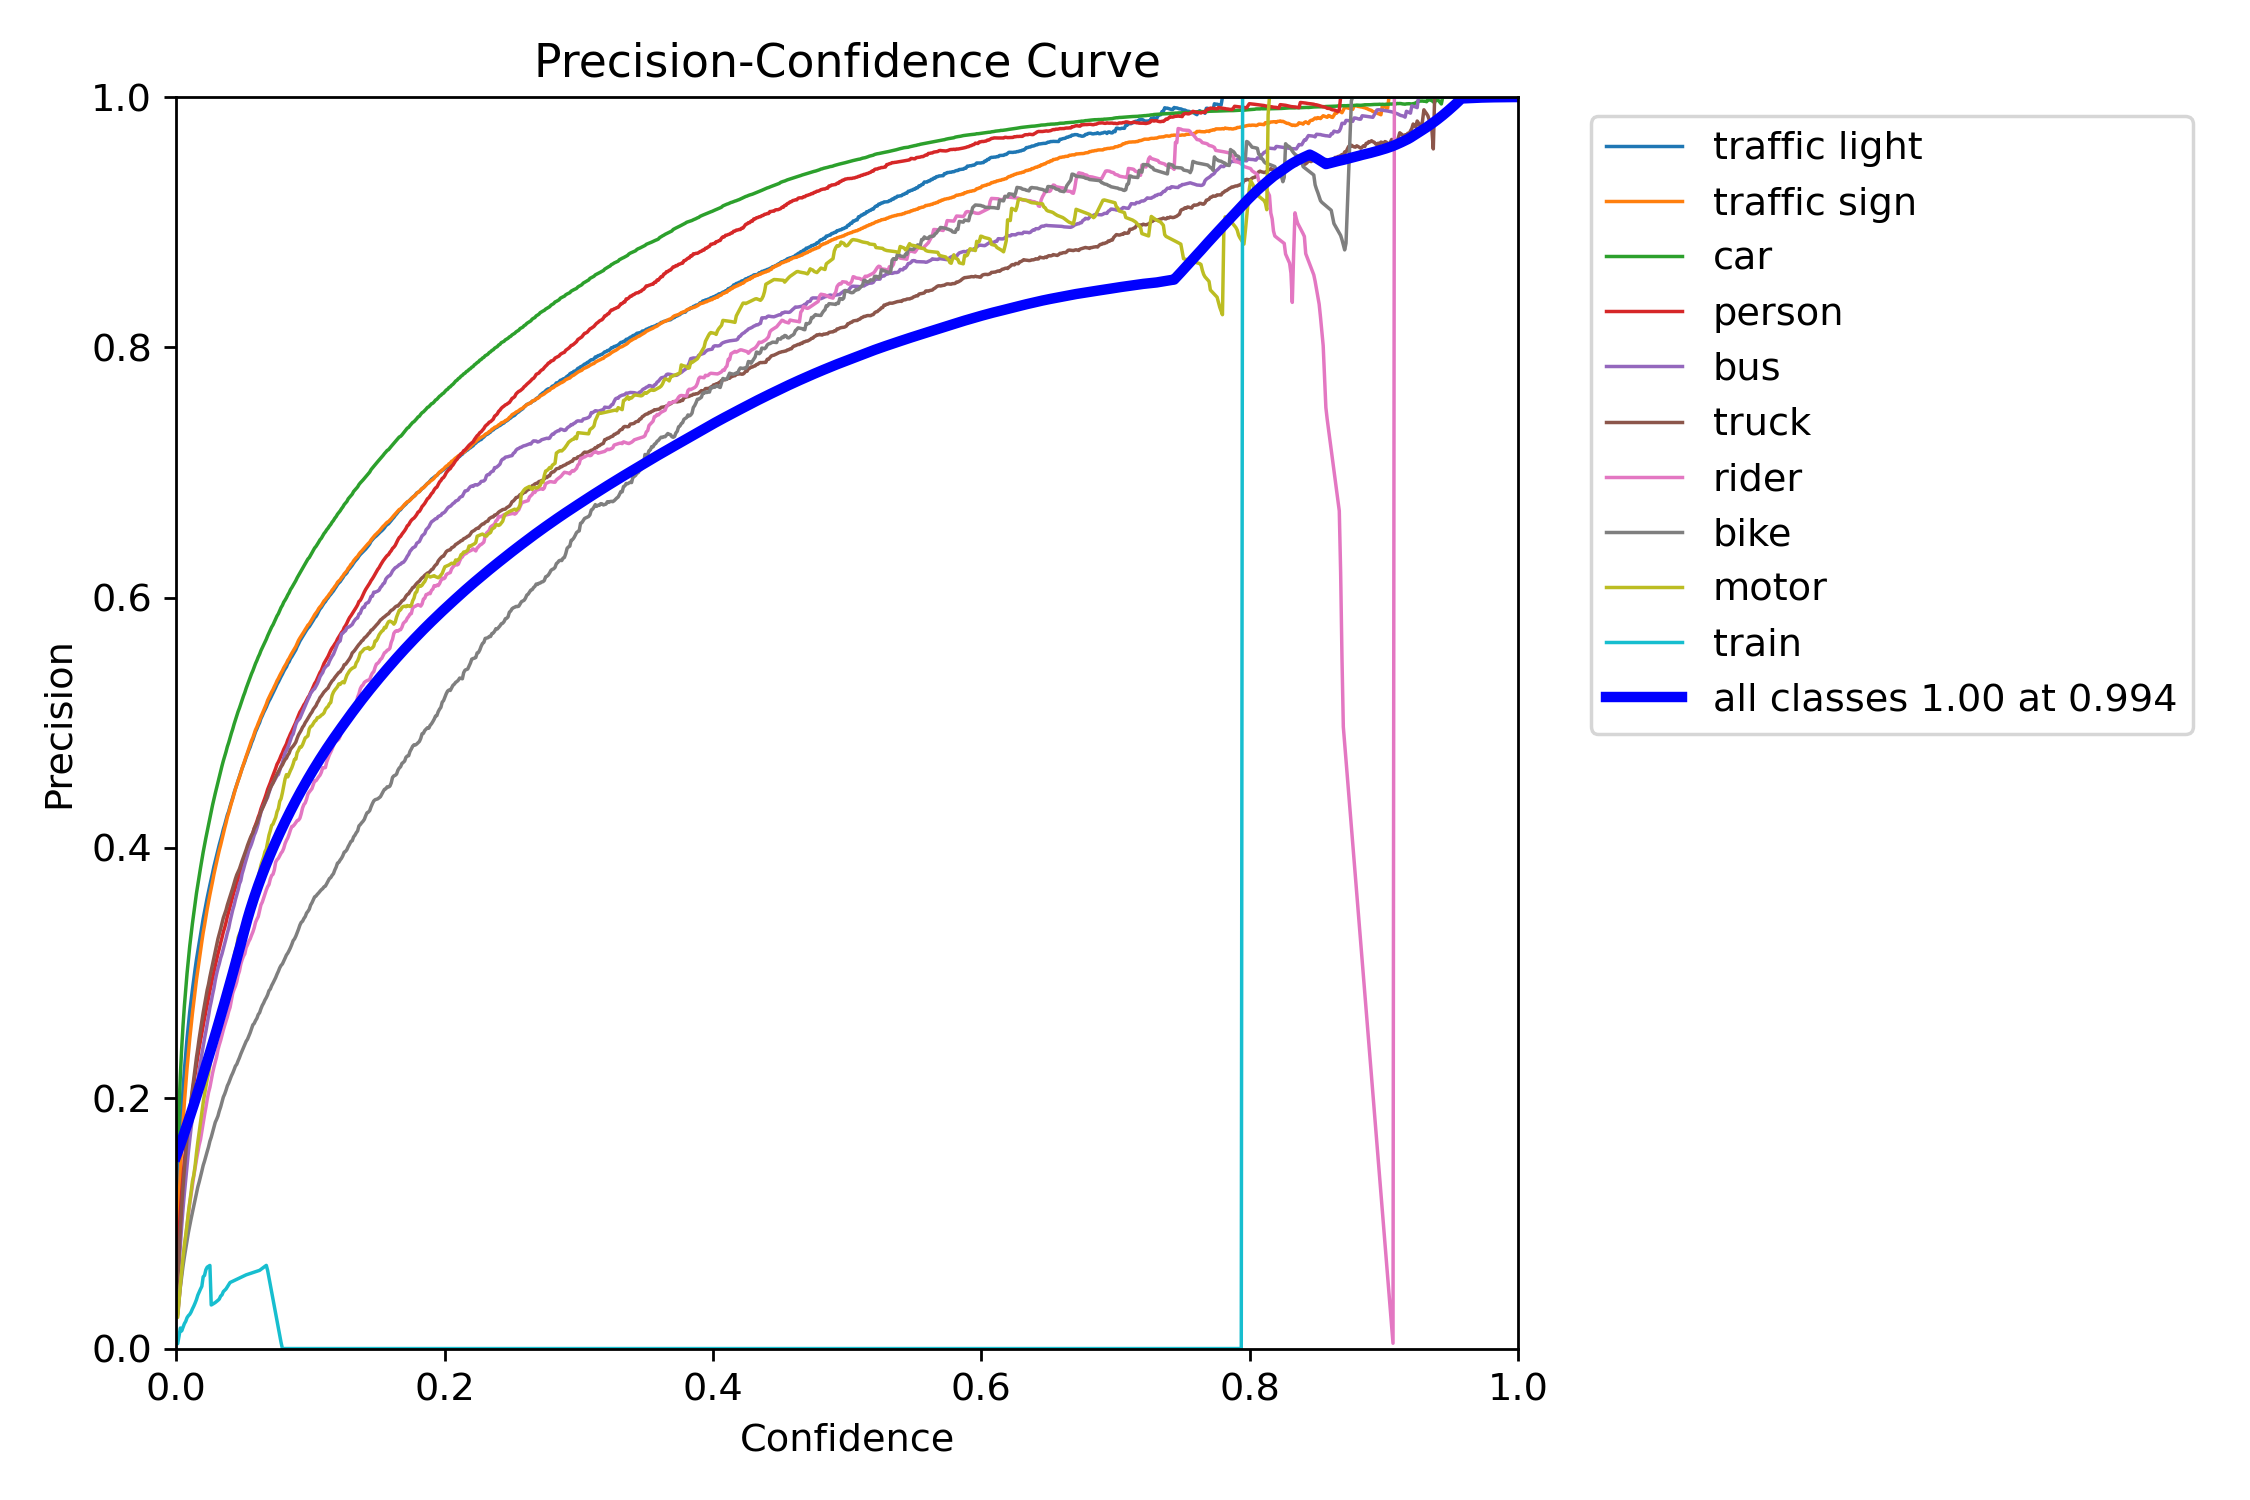 Precision-Confidence Curve
1.0
0.8
0.6
0.4
0.2
0.0
Precision
0.0 0.2 0.4 0.6 0.8 1.0
Confidence
traffic light
traffic sign
car
person
bus
truck
rider
bike
motor
train
all classes 1.00 at 0.994